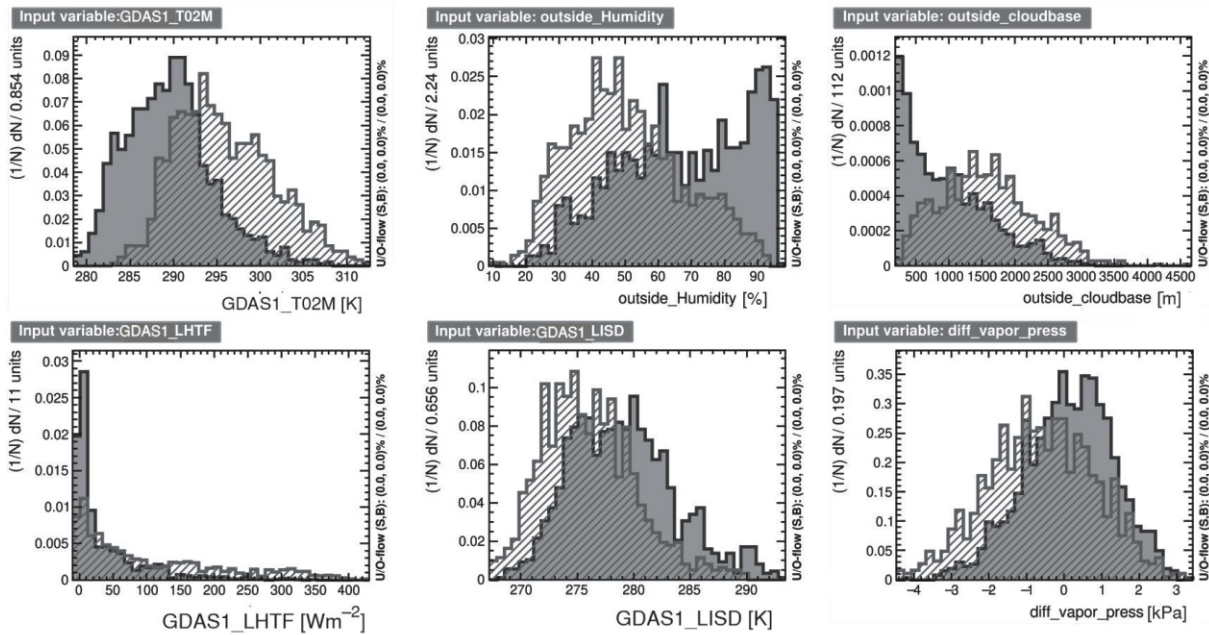 Input variable:GDAS1_T02M
(1/N) dN/ 0.854 units
0.09
0.08
0.07
0.06
0.05
0.04
0.03
0.02
0.01
0
280 290 300 310
GDAS1_T02M [K]
U/O-flow (S,B): (0.0, 0.0)% / (0.0, 0.0)%
Input variable: outside_Humidity
(1/N) dN/ 2.24 units
0.03
0.025
0.02
0.015
0.01
0.005
0
10 20 30 40 50 60 70 80 90
outside_Humidity [%]
U/O-flow (S,B): (0.0, 0.0)% / (0.0, 0.0)%
Input variable: outside_cloudbase
(1/N) dN/ 112 units
0.0012
0.001
0.0008
0.0006
0.0004
0.0002
0
500 1000 1500 2000 2500 3000 3500 4000 4500
outside_cloudbase [m]
U/O-flow (S,B): (0.0, 0.0)% / (0.0, 0.0)%
Input variable:GDAS1_LHTF
(1/N) dN/ 11 units
0.03
0.025
0.02
0.015
0.01
0.005
0
0 50 100 150 200 250 300 350 400
GDAS1_LHTF [Wm−2]
U/O-flow (S,B): (0.0, 0.0)% / (0.0, 0.0)%
Input variable:GDAS1_LISD
(1/N) dN/ 0.656 units
0.1
0.08
0.06
0.04
0.02
0
270 275 280 285 290
GDAS1_LISD [K]
U/O-flow (S,B): (0.0, 0.0)% / (0.0, 0.0)%
Input variable: diff_vapor_press
(1/N) dN/ 0.197 units
0.35
0.3
0.25
0.2
0.15
0.1
0.05
0
−4 −3 −2 −1 0 1 2 3
diff_vapor_press [kPa]
U/O-flow (S,B): (0.0, 0.0)% / (0.0, 0.0)%